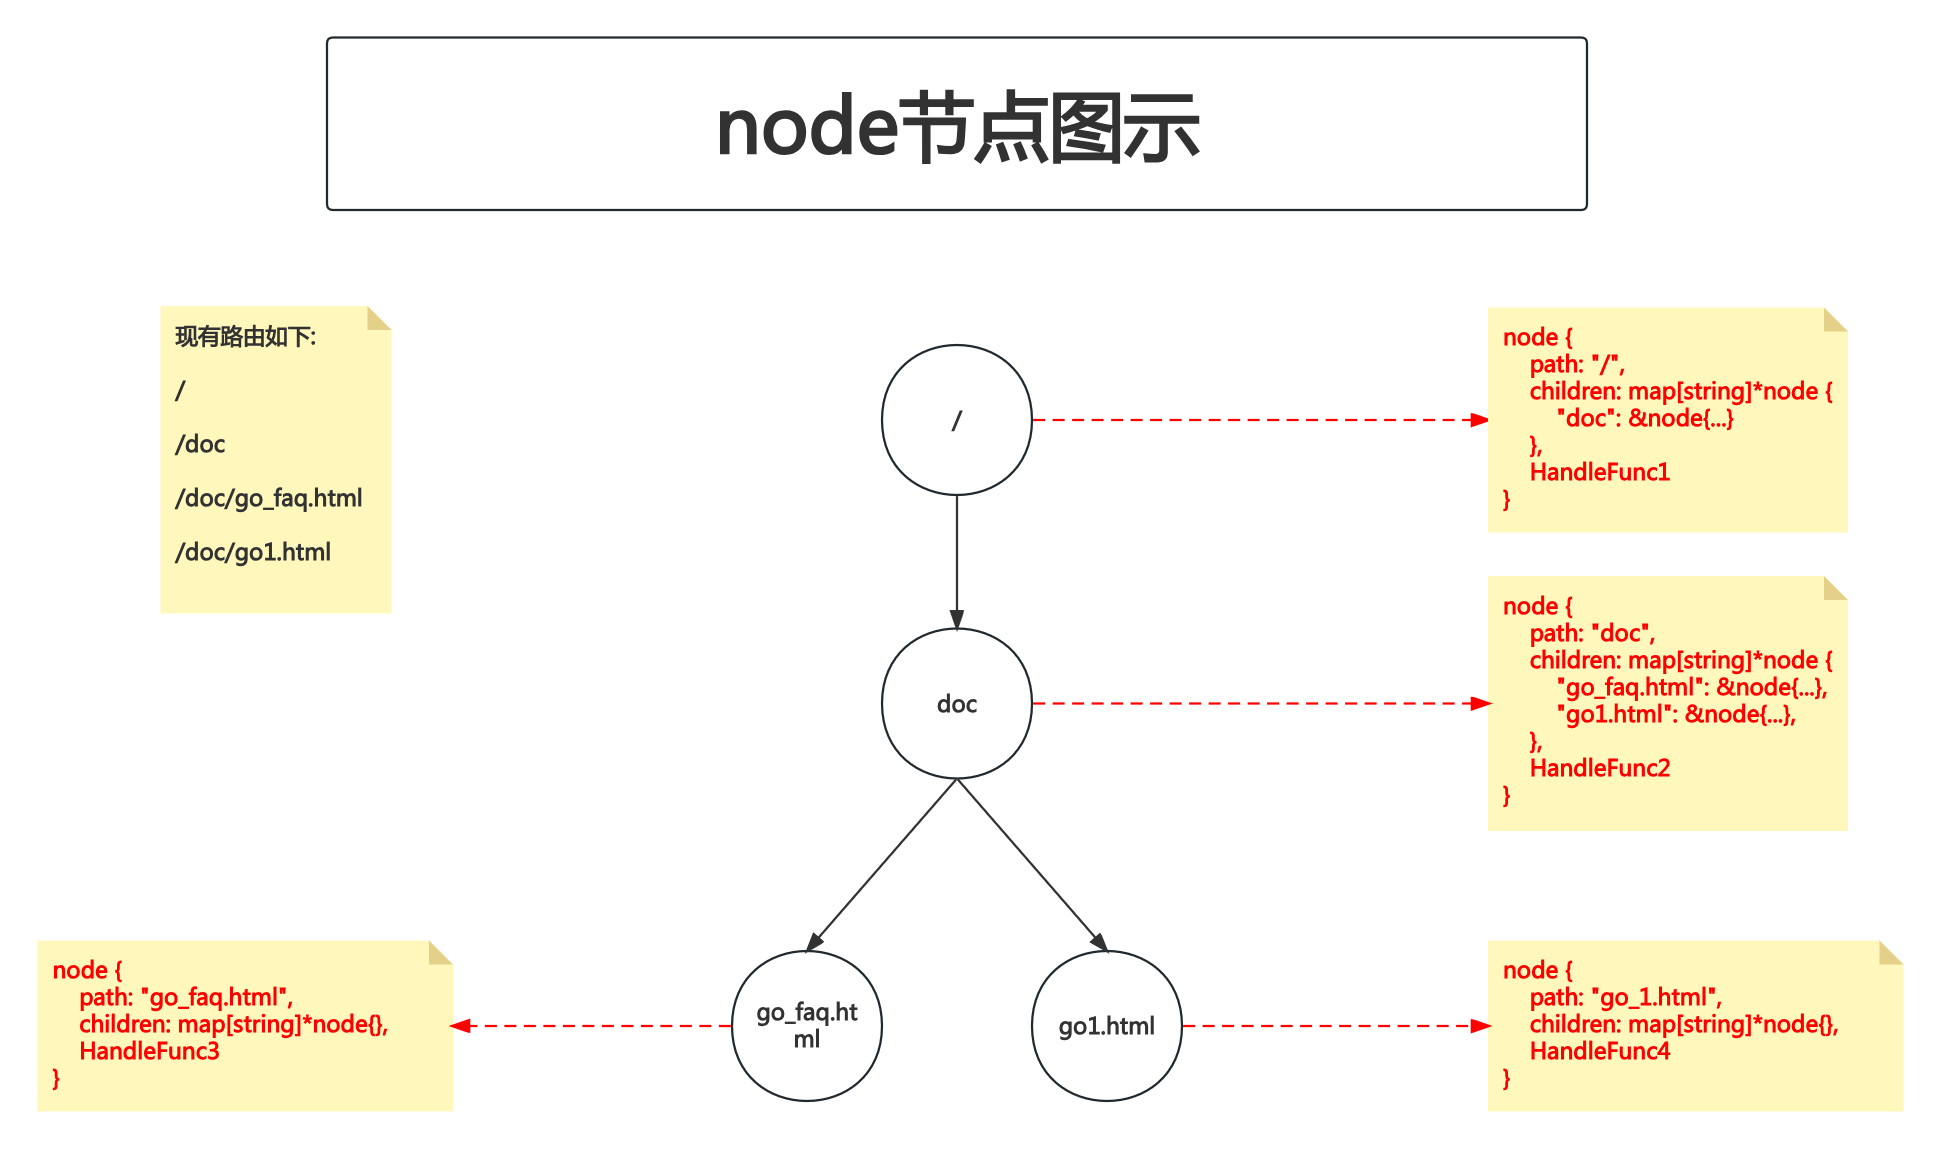 node节点图示
现有路由如下:
/
/doc
/doc/go_faq.html
/doc/go1.html
/
node {
path: "/",
children: map[string]*node {
"doc": &node{...}
},
HandleFunc1
}
doc
node {
path: "doc",
children: map[string]*node {
"go_faq.html": &node{...},
"go1.html": &node{...},
},
HandleFunc2
}
node {
path: "go_faq.html",
children: map[string]*node{},
HandleFunc3
}
go_faq.ht
ml
go1.html
node {
path: "go_1.html",
children: map[string]*node{},
HandleFunc4
}